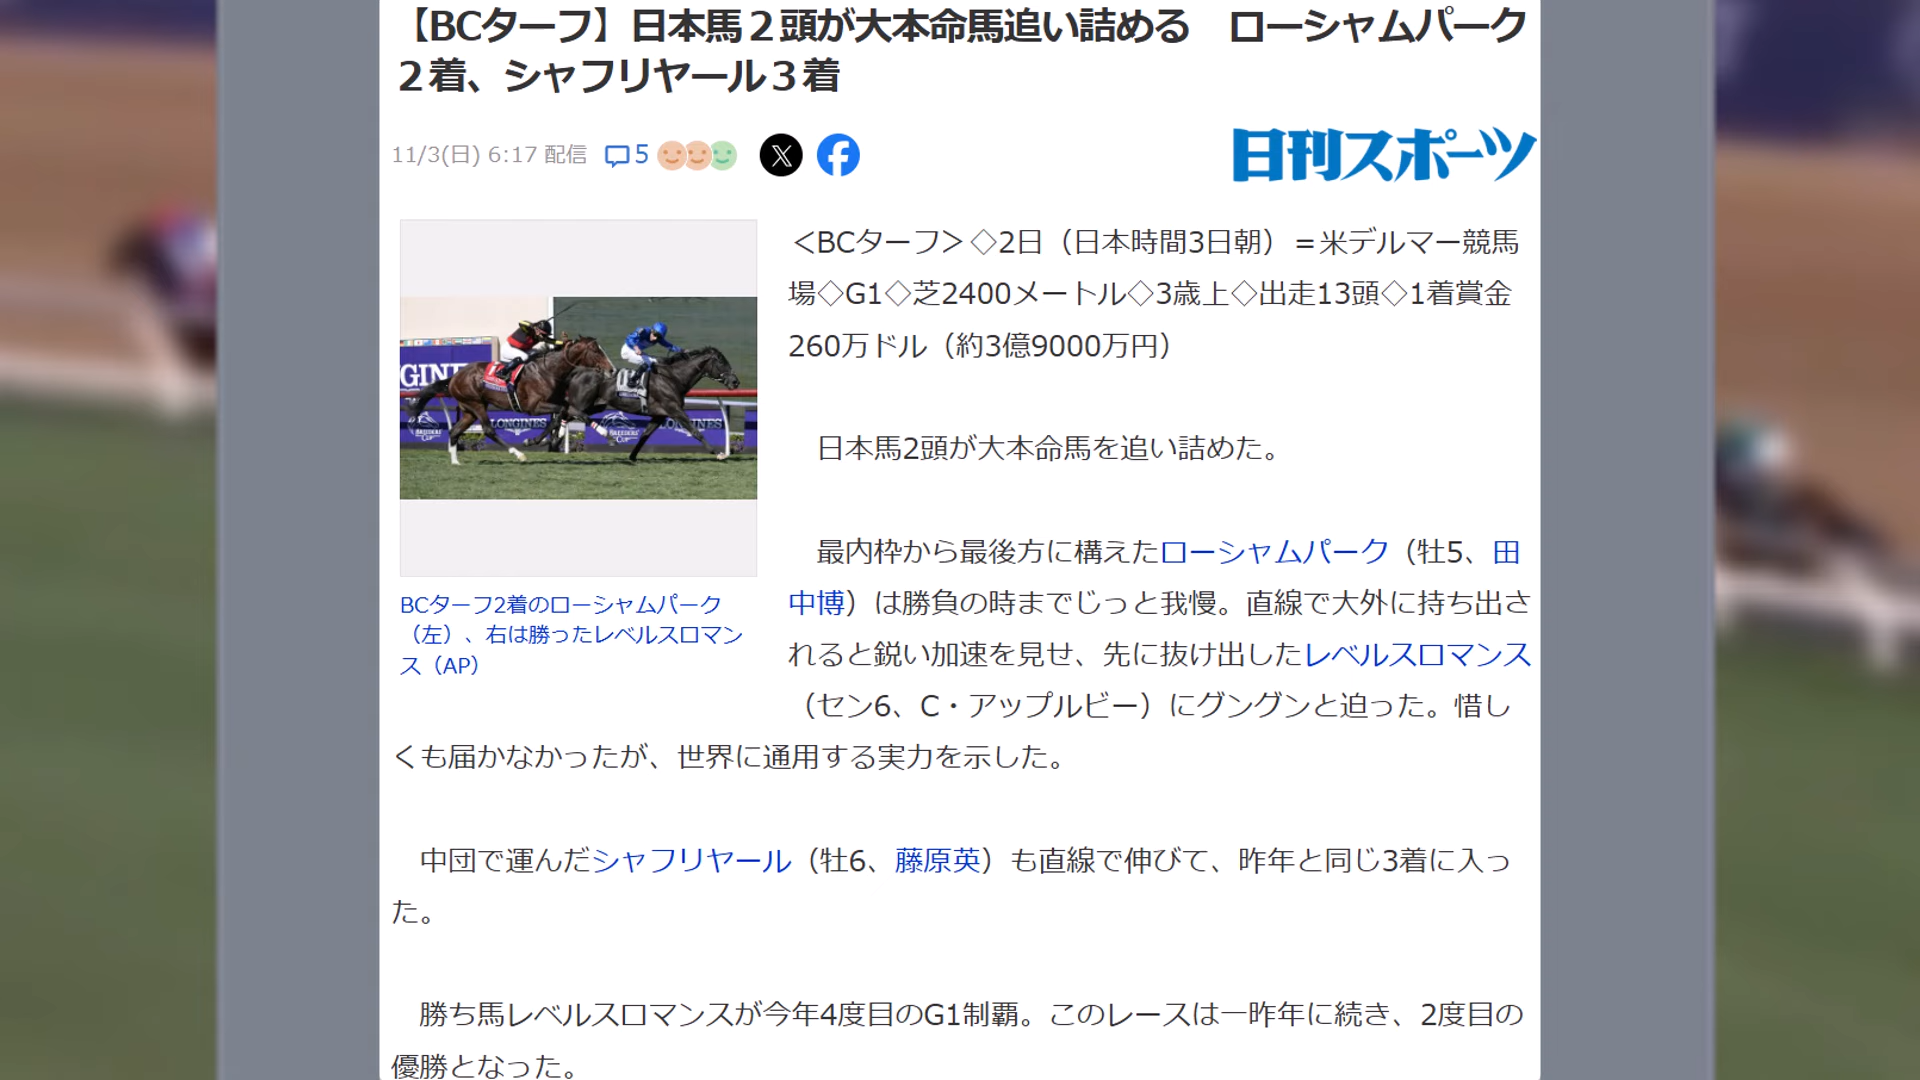 【BCターフ】日本馬２頭が大本命馬追い詰める　ローシャムパーク
２着、シャフリヤール３着
11/3(日) 6:17 配信
5
日刊スポーツ
＜BCターフ＞◇2日（日本時間3日朝）＝米デルマー競馬
場◇G1◇芝2400メートル◇3歳上◇出走13頭◇1着賞金
260万ドル（約3億9000万円）
日本馬2頭が大本命馬を追い詰めた。
最内枠から最後方に構えたローシャムパーク（牡5、田
中博）は勝負の時までじっと我慢。直線で大外に持ち出さ
れると鋭い加速を見せ、先に抜け出したレベルスロマンス
（セン6、C・アップルビー）にグングンと迫った。惜し
くも届かなかったが、世界に通用する実力を示した。
中団で運んだシャフリヤール（牡6、藤原英）も直線で伸びて、昨年と同じ3着に入っ
た。
勝ち馬レベルスロマンスが今年4度目のG1制覇。このレースは一昨年に続き、2度目の
優勝となった。
GINE
BREEDERS' CUP
LONGINES
BREEDERS' CUP
LONGINES
BCターフ2着のローシャムパーク
（左）、右は勝ったレベルスロマン
ス（AP）